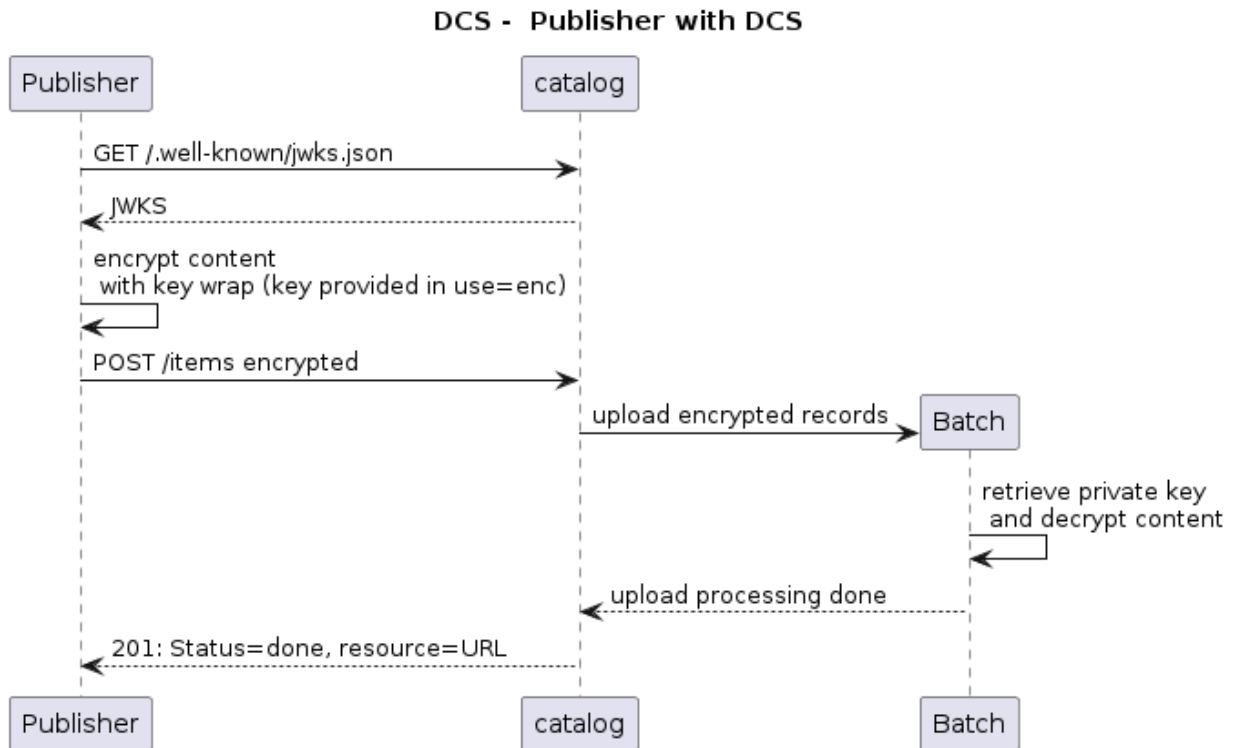 DCS -  Publisher with DCS
Publisher
catalog
GET /.well-known/jwks.json
JWKS
encrypt content
with key wrap (key provided in use=enc)
POST /items encrypted
upload encrypted records
Batch
retrieve private key
and decrypt content
upload processing done
201: Status=done, resource=URL
Publisher
catalog
Batch